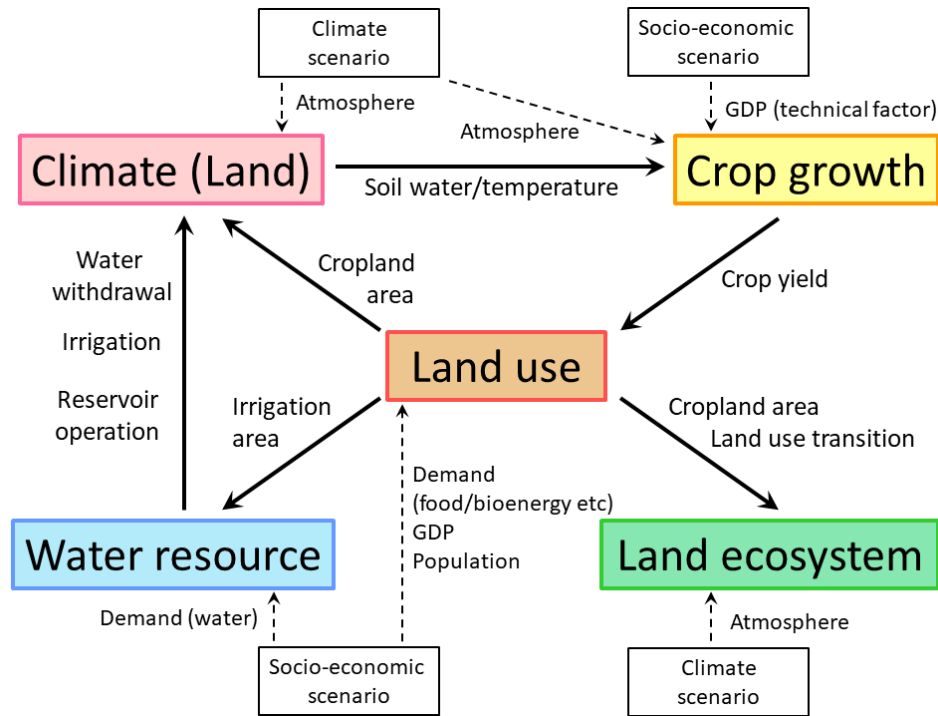 Climate
scenario
Socio-economic
scenario
Atmosphere
Atmosphere
GDP (technical factor)
Climate (Land)
Soil water/temperature
Crop growth
Water
withdrawal
Irrigation
Reservoir
operation
Cropland
area
Crop yield
Land use
Irrigation
area
Cropland area
Land use transition
Demand
(food/bioenergy etc)
GDP
Population
Water resource
Land ecosystem
Demand (water)
Atmosphere
Socio-economic
scenario
Climate
scenario